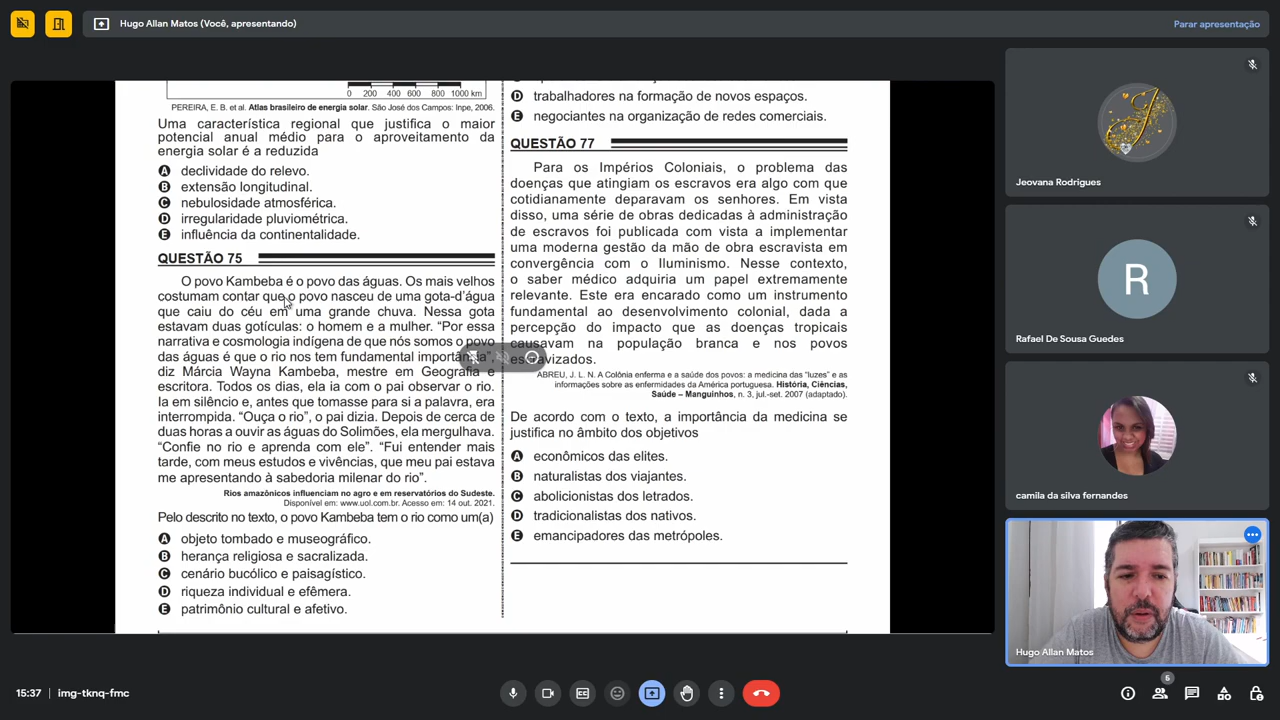 Hugo Allan Matos (Você, apresentando)
Parar apresentação
0 200 400 600 800 1000 km
PEREIRA, E. B. et al. Atlas brasileiro de energia solar. São José dos Campos: Inpe, 2006.
Uma característica regional que justifica o maior
potencial anual médio para o aproveitamento da
energia solar é a reduzida
A declividade do relevo.
B extensão longitudinal.
C nebulosidade atmosférica.
D irregularidade pluviométrica.
E influência da continentalidade.
QUESTÃO 75
O povo Kambeba é o povo das águas. Os mais velhos
costumam contar que o povo nasceu de uma gota-d’água
que caiu do céu em uma grande chuva. Nessa gota
estavam duas gotículas: o homem e a mulher. “Por essa
narrativa e cosmologia indígena de que nós somos o povo
das águas é que o rio nos tem fundamental importância”,
diz Márcia Wayna Kambeba, mestre em Geografia e
escritora. Todos os dias, ela ia com o pai observar o rio.
Ia em silêncio e, antes que tomasse para si a palavra, era
interrompida. “Ouça o rio”, o pai dizia. Depois de cerca de
duas horas a ouvir as águas do Solimões, ela mergulhava.
“Confie no rio e aprenda com ele”. “Fui entender mais
tarde, com meus estudos e vivências, que meu pai estava
me apresentando à sabedoria milenar do rio”.
Rios amazônicos influenciam no agro e em reservatórios do Sudeste.
Disponível em: www.uol.com.br. Acesso em: 14 out. 2021.
Pelo descrito no texto, o povo Kambeba tem o rio como um(a)
A objeto tombado e museográfico.
B herança religiosa e sacralizada.
C cenário bucólico e paisagístico.
D riqueza individual e efêmera.
E patrimônio cultural e afetivo.
D trabalhadores na formação de novos espaços.
E negociantes na organização de redes comerciais.
QUESTÃO 77
Para os Impérios Coloniais, o problema das
doenças que atingiam os escravos era algo com que
cotidianamente deparavam os senhores. Em vista
disso, uma série de obras dedicadas à administração
de escravos foi publicada com vista a implementar
uma moderna gestão da mão de obra escravista em
convergência com o Iluminismo. Nesse contexto,
o saber médico adquiria um papel extremamente
relevante. Este era encarado como um instrumento
fundamental ao desenvolvimento colonial, dada a
percepção do impacto que as doenças tropicais
causavam na população branca e nos povos
escravizados.
ABREU, J. L. N. A Colônia enferma e a saúde dos povos: a medicina das “luzes” e as
informações sobre as enfermidades da América portuguesa. História, Ciências,
Saúde – Manguinhos, n. 3, jul.-set. 2007 (adaptado).
De acordo com o texto, a importância da medicina se
justifica no âmbito dos objetivos
A econômicos das elites.
B naturalistas dos viajantes.
C abolicionistas dos letrados.
D tradicionalistas dos nativos.
E emancipadores das metrópoles.
Jeovana Rodrigues
R
Rafael De Sousa Guedes
camila da silva fernandes
Hugo Allan Matos
15:37 | img-tknq-fmc
6